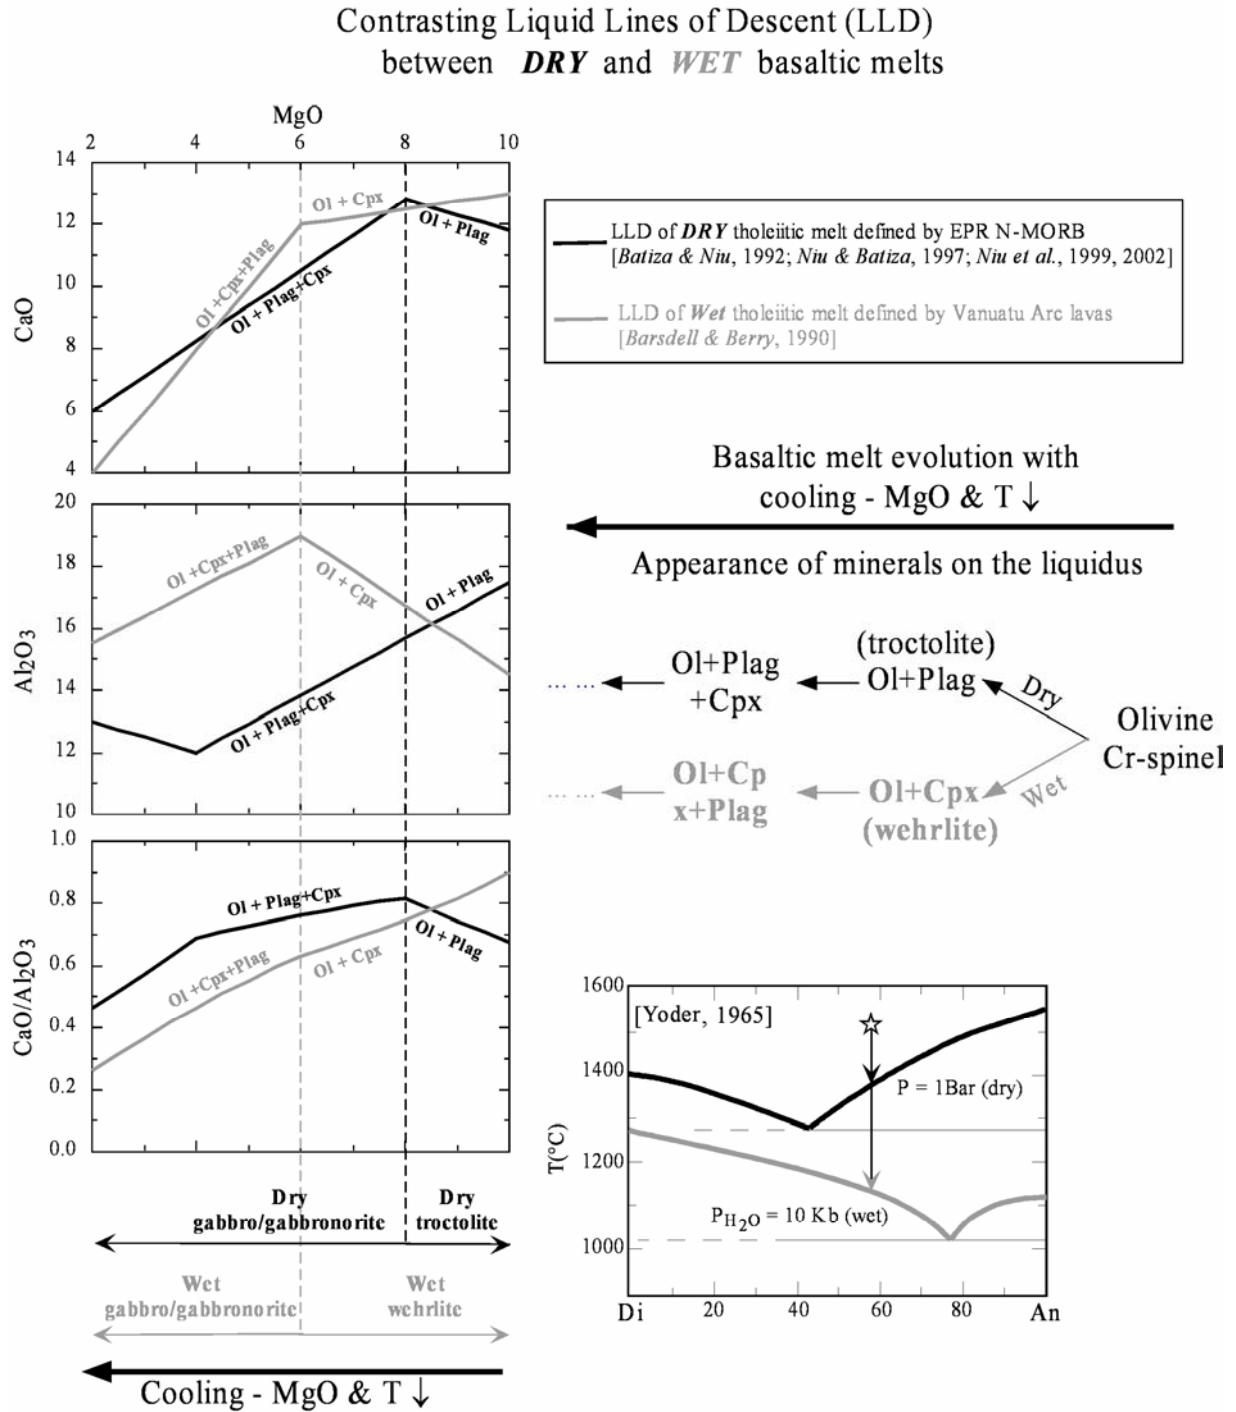 Contrasting Liquid Lines of Descent (LLD)
between DRY and WET basaltic melts
MgO
2 4 6 8 10
14
12
10
8
6
4
CaO
Ol + Cpx
Ol + Plag
Ol +Cpx+Plag
Ol + Plag+Cpx
LLD of DRY tholeiitic melt defined by EPR N-MORB
[Batiza & Niu, 1992; Niu & Batiza, 1997; Niu et al., 1999, 2002]
LLD of Wet tholeiitic melt defined by Vanuatu Arc lavas
[Barsdell & Berry, 1990]
20
18
16
14
12
10
Al2O3
Ol +Cpx+Plag
Ol + Cpx
Ol + Plag
Ol + Plag+Cpx
Basaltic melt evolution with
cooling - MgO & T ↓
Appearance of minerals on the liquidus
(troctolite)
Ol+Plag
Ol+Plag
+Cpx
... ...
Dry
Olivine
Cr-spinel
Wet
Ol+Cpx
(wehrlite)
Ol+Cp
x+Plag
... ...
1.0
0.8
0.6
0.4
0.2
0.0
CaO/Al2O3
Ol + Plag+Cpx
Ol + Plag
Ol +Cpx+Plag
Ol + Cpx
Dry
gabbro/gabbronorite
Dry
troctolite
Wet
gabbro/gabbronorite
Wet
wehrlite
Cooling - MgO & T ↓
1600
1400
1200
1000
T(°C)
[Yoder, 1965]
P = 1Bar (dry)
PH2O = 10 Kb (wet)
Di 20 40 60 80 An